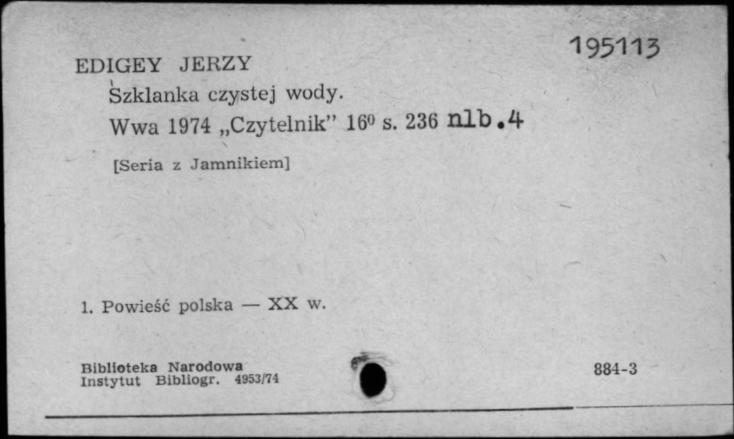 195113
EDIGEY JERZY
Szklanka czystej wody.
Wwa 1974 „Czytelnik” 16⁰ s. 236 nlb.4
[Seria z Jamnikiem]
1. Powieść polska — XX w.
Biblioteka Narodowa
Instytut Bibliogr. 4953/74
884-3